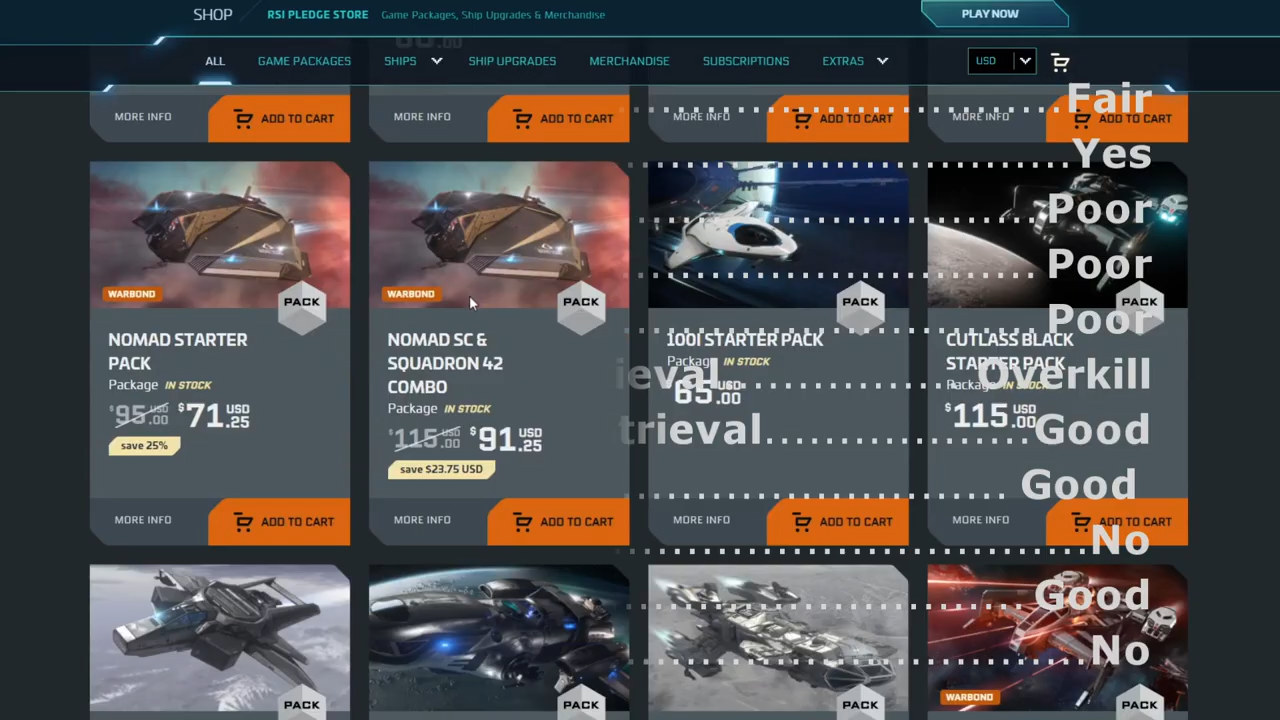 SHOP RSI PLEDGE STORE Game Packages, Ship Upgrades & Merchandise PLAY NOW
ALL GAME PACKAGES SHIPS SHIP UPGRADES MERCHANDISE SUBSCRIPTIONS EXTRAS USD
MORE INFO ADD TO CART MORE INFO ADD TO CART MORE INFO ADD TO CART MORE INFO ADD TO CART
WARBOND PACK
NOMAD STARTER
PACK
Package IN STOCK
$95.00 USD $71.25 USD
save 25%
MORE INFO ADD TO CART
WARBOND PACK
NOMAD SC &
SQUADRON 42
COMBO
Package IN STOCK
$115.00 USD $91.25 USD
save $23.75 USD
MORE INFO ADD TO CART
PACK
100I STARTER PACK
Package IN STOCK
65.00 USD
MORE INFO ADD TO CART
PACK
CUTLASS BLACK
STARTER PACK
Package IN STOCK
$115.00 USD
MORE INFO ADD TO CART
PACK PACK PACK WARBOND PACK
Fair
Yes
Poor
Poor
Poor
ieval Overkill
trieval Good
Good
No
Good
No